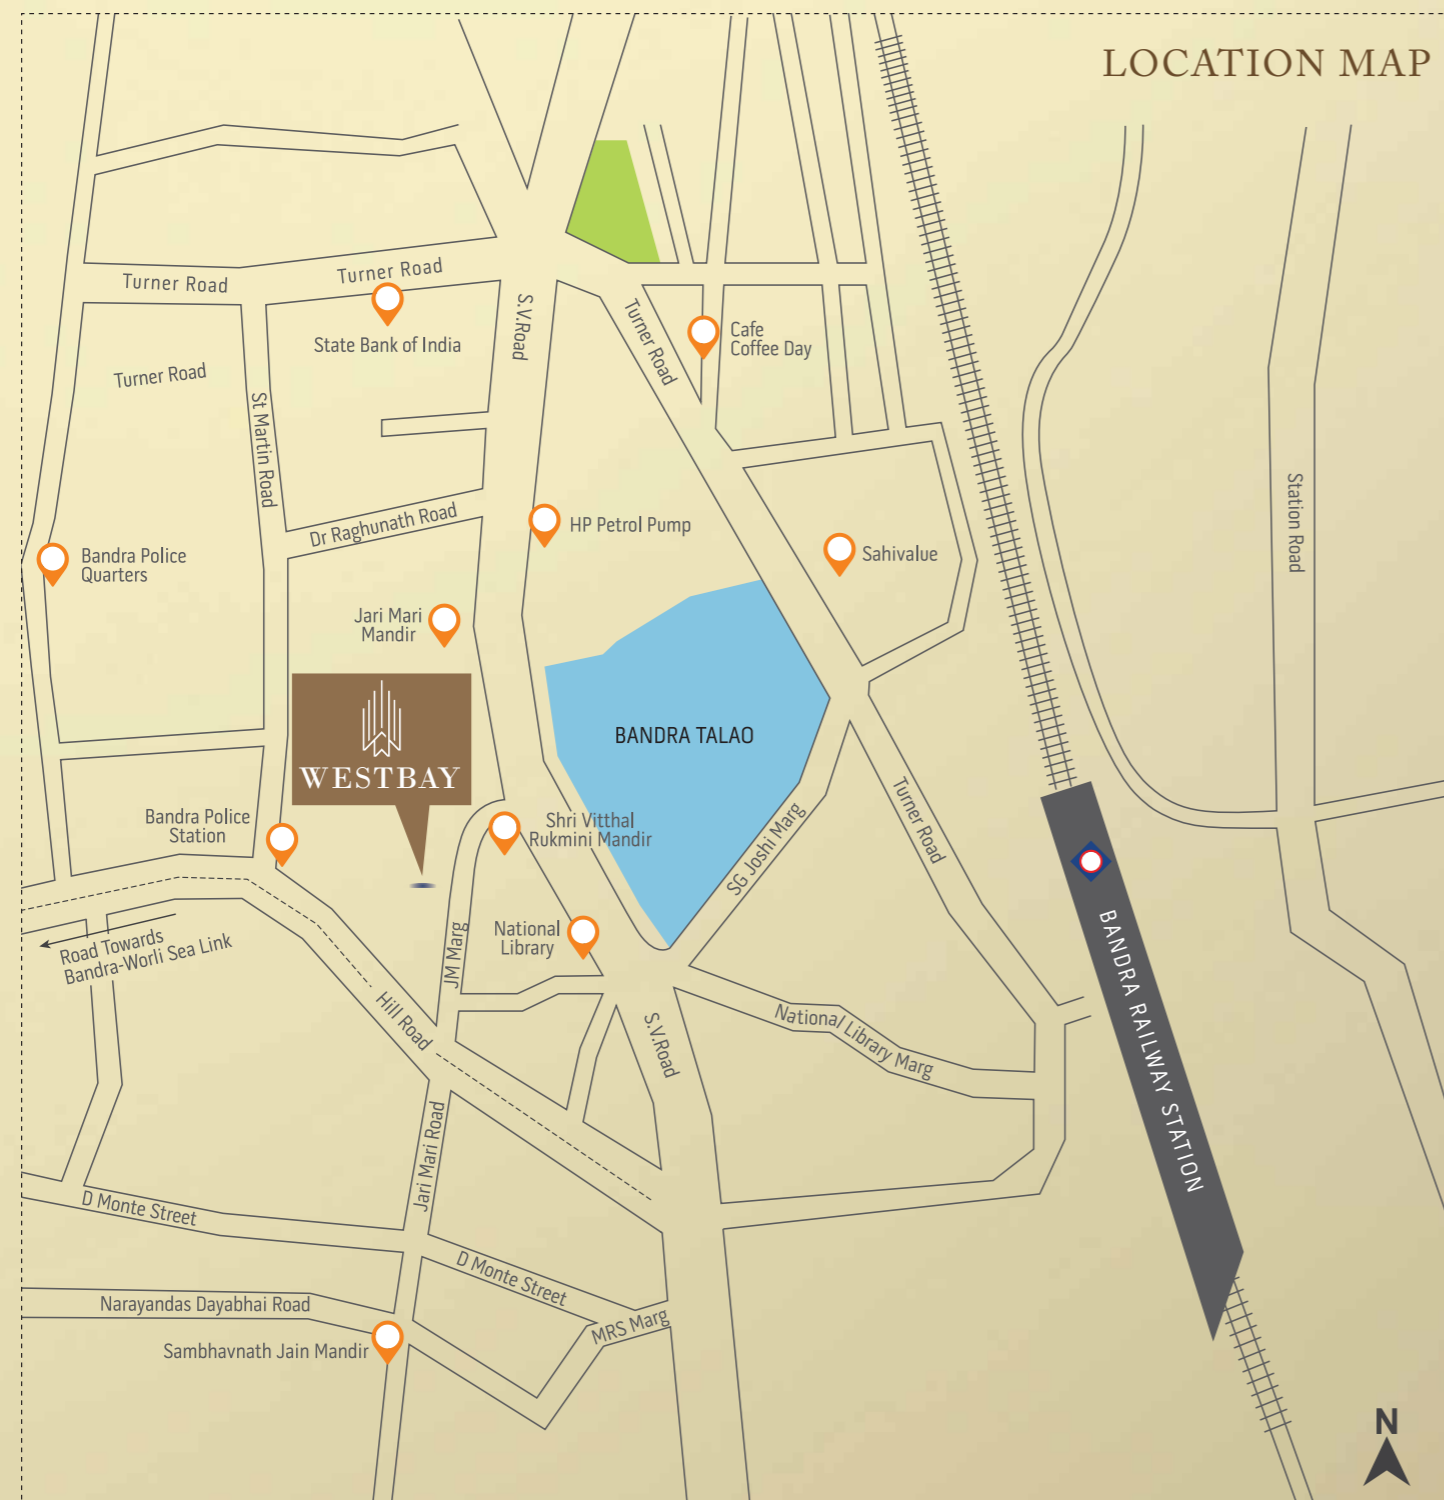 LOCATION MAP
Turner Road
Turner Road
State Bank of India
S.V.Road
Turner Road
Cafe
Coffee Day
Turner Road
St Martin Road
Station Road
Dr Raghunath Road
HP Petrol Pump
Sahivalue
Bandra Police
Quarters
Jari Mari
Mandir
BANDRA TALAO
WESTBAY
Bandra Police
Station
Shri Vitthal
Rukmini Mandir
SG Joshi Marg
Turner Road
National
Library
JM Marg
Road Towards
Bandra-Worli Sea Link
Hill Road
S.V.Road
National Library Marg
BANDRA RAILWAY STATION
Jari Mari Road
D Monte Street
D Monte Street
Narayandas Dayabhai Road
MRS Marg
Sambhavnath Jain Mandir
N